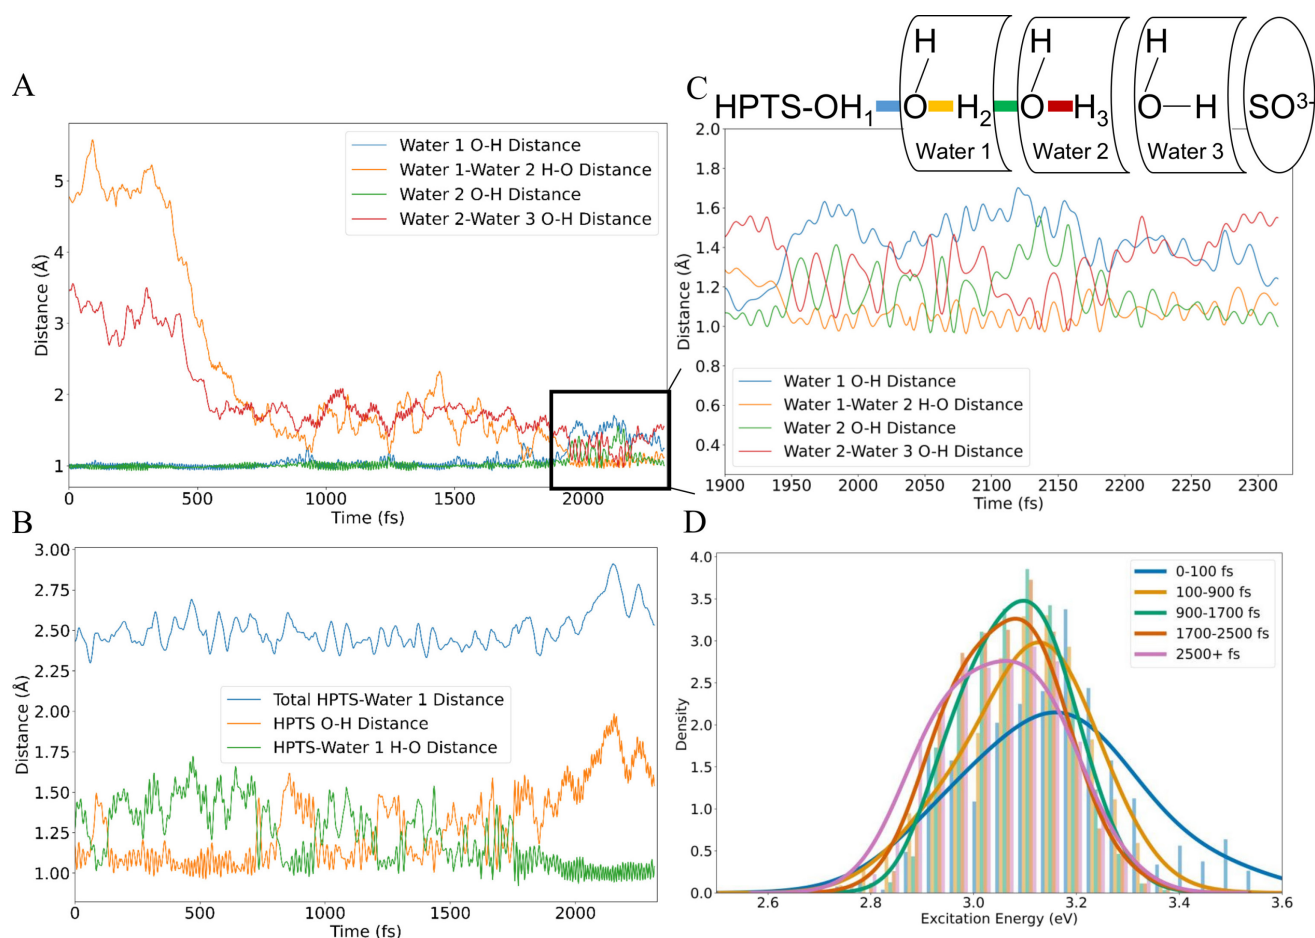 A
Distance (Å)
5
4
3
2
1
Water 1 O-H Distance
Water 1-Water 2 H-O Distance
Water 2 O-H Distance
Water 2-Water 3 O-H Distance
0 500 1000 1500 2000
Time (fs)
C
H H H
HPTS-OH1 O H2 O H3 O H SO3-
Water 1 Water 2 Water 3
Distance (Å)
2.0
1.8
1.6
1.4
1.2
1.0
0.8
0.6
0.4
Water 1 O-H Distance
Water 1-Water 2 H-O Distance
Water 2 O-H Distance
Water 2-Water 3 O-H Distance
1900 1950 2000 2050 2100 2150 2200 2250 2300
Time (fs)
B
Distance (Å)
3.00
2.75
2.50
2.25
2.00
1.75
1.50
1.25
1.00
Total HPTS-Water 1 Distance
HPTS O-H Distance
HPTS-Water 1 H-O Distance
0 500 1000 1500 2000
Time (fs)
D
Density
4.0
3.5
3.0
2.5
2.0
1.5
1.0
0.5
0.0
0-100 fs
100-900 fs
900-1700 fs
1700-2500 fs
2500+ fs
2.6 2.8 3.0 3.2 3.4 3.6
Excitation Energy (eV)